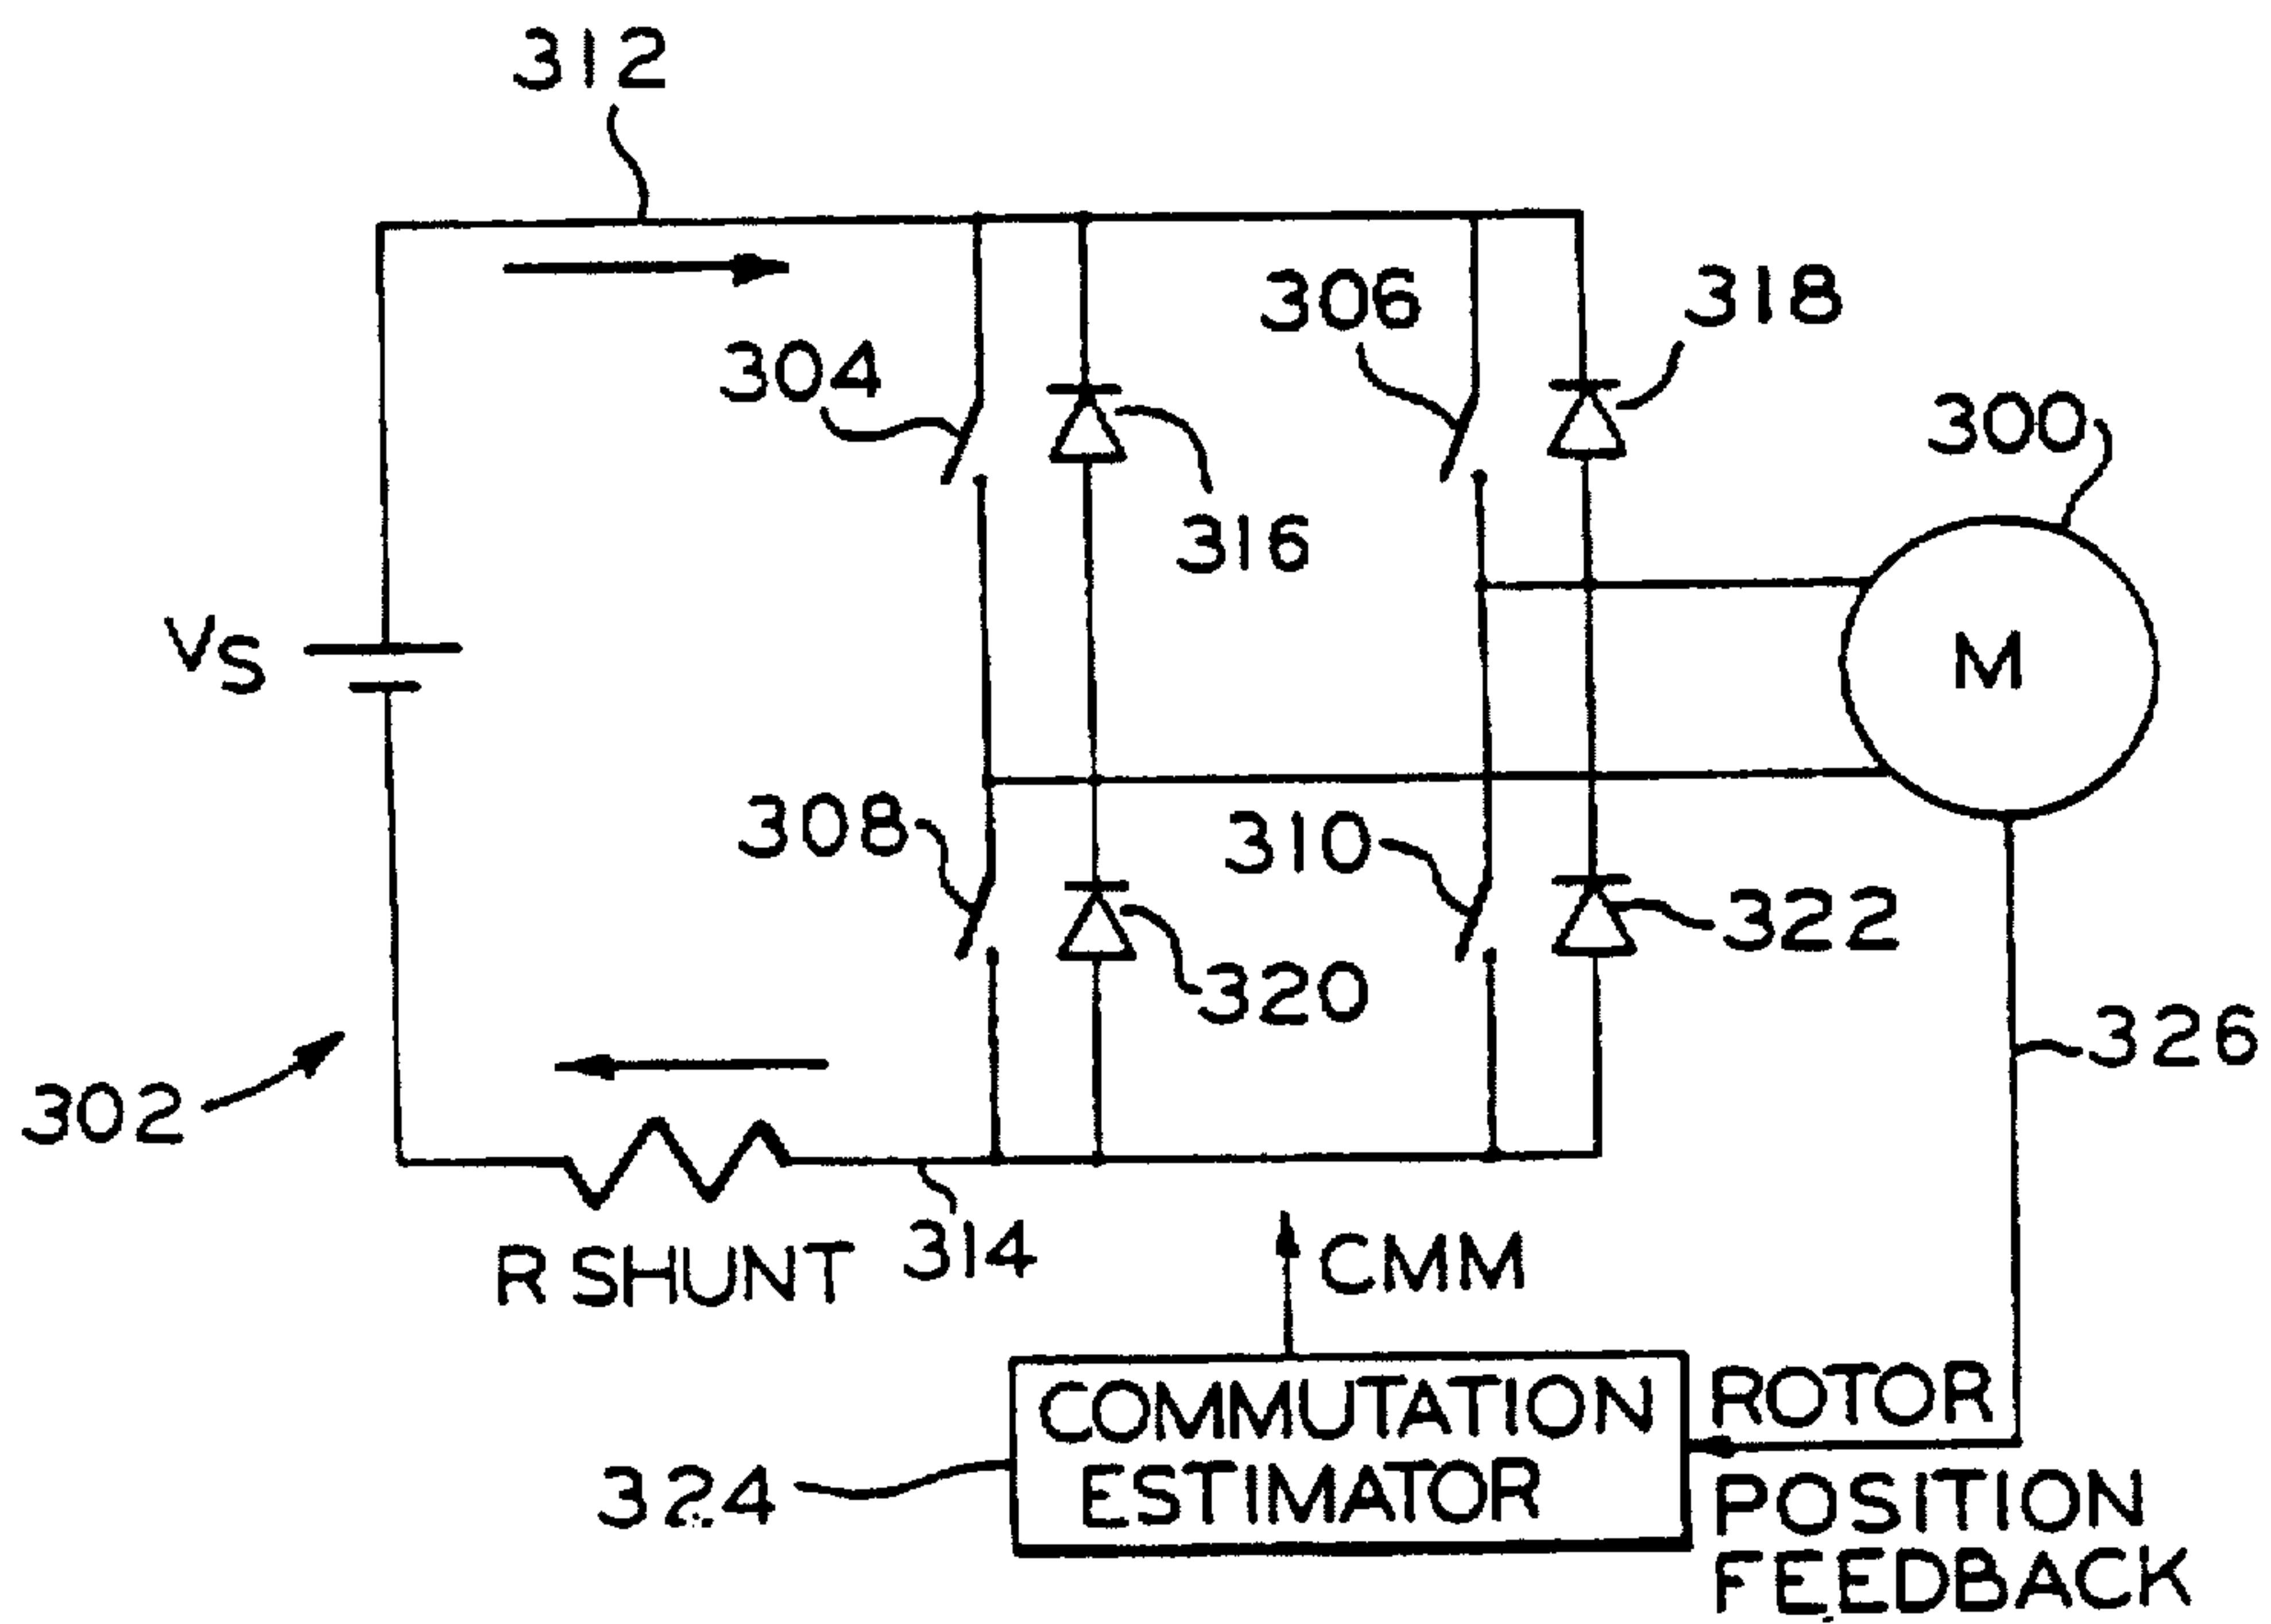 312
304
306
318
300
316
VS
M
308
310
322
320
326
302
R SHUNT
314
CMM
COMMUTATION
ESTIMATOR
ROTOR
POSITION
FEEDBACK
324